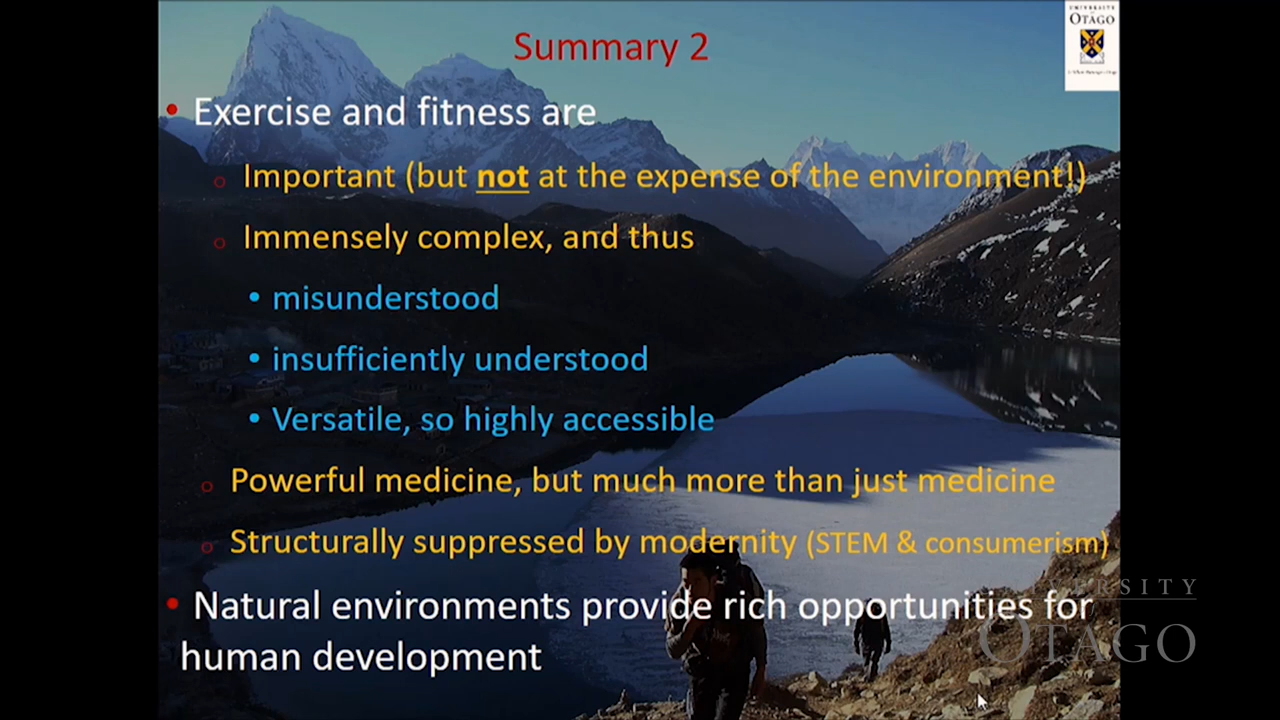 UNIVERSITY
OTAGO
Summary 2
• Exercise and fitness are
o Important (but not at the expense of the environment!)
o Immensely complex, and thus
• misunderstood
• insufficiently understood
• Versatile, so highly accessible
o Powerful medicine, but much more than just medicine
o Structurally suppressed by modernity (STEM & consumerism)
• Natural environments provide rich opportunities for
human development
OTAGO